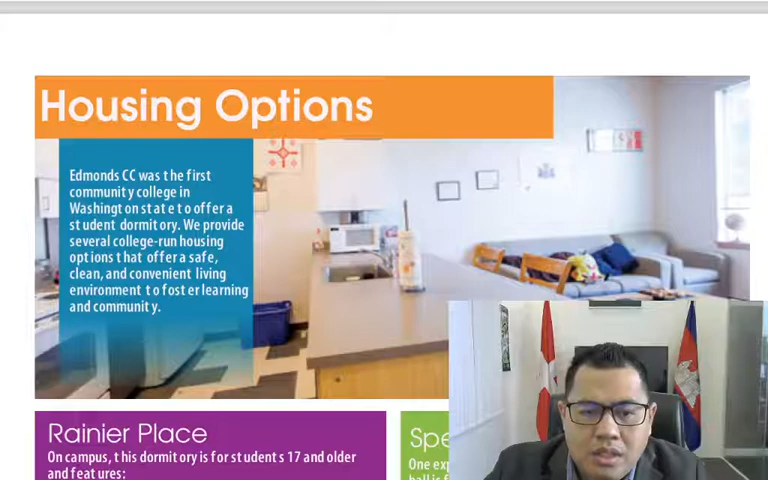 Housing Options
Edmonds CC was the first
community college in
Washington state to offer a
student dormitory. We provide
several college-run housing
options that offer a safe,
clean, and convenient living
environment to foster learning
and community.
Rainier Place
On campus, this dormitory is for students 17 and older
and features:
Spe
One exp
hall is f